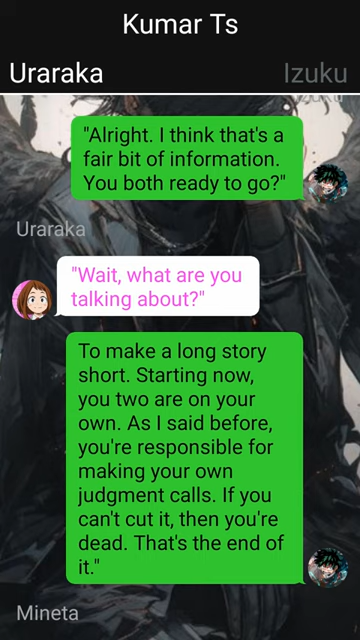 Kumar Ts
Uraraka
Izuku
Izuku
"Alright. I think that's a
fair bit of information.
You both ready to go?"
Uraraka
"Wait, what are you
talking about?"
To make a long story
short. Starting now,
you two are on your
own. As I said before,
you're responsible for
making your own
judgment calls. If you
can't cut it, then you're
dead. That's the end of
it."
Mineta